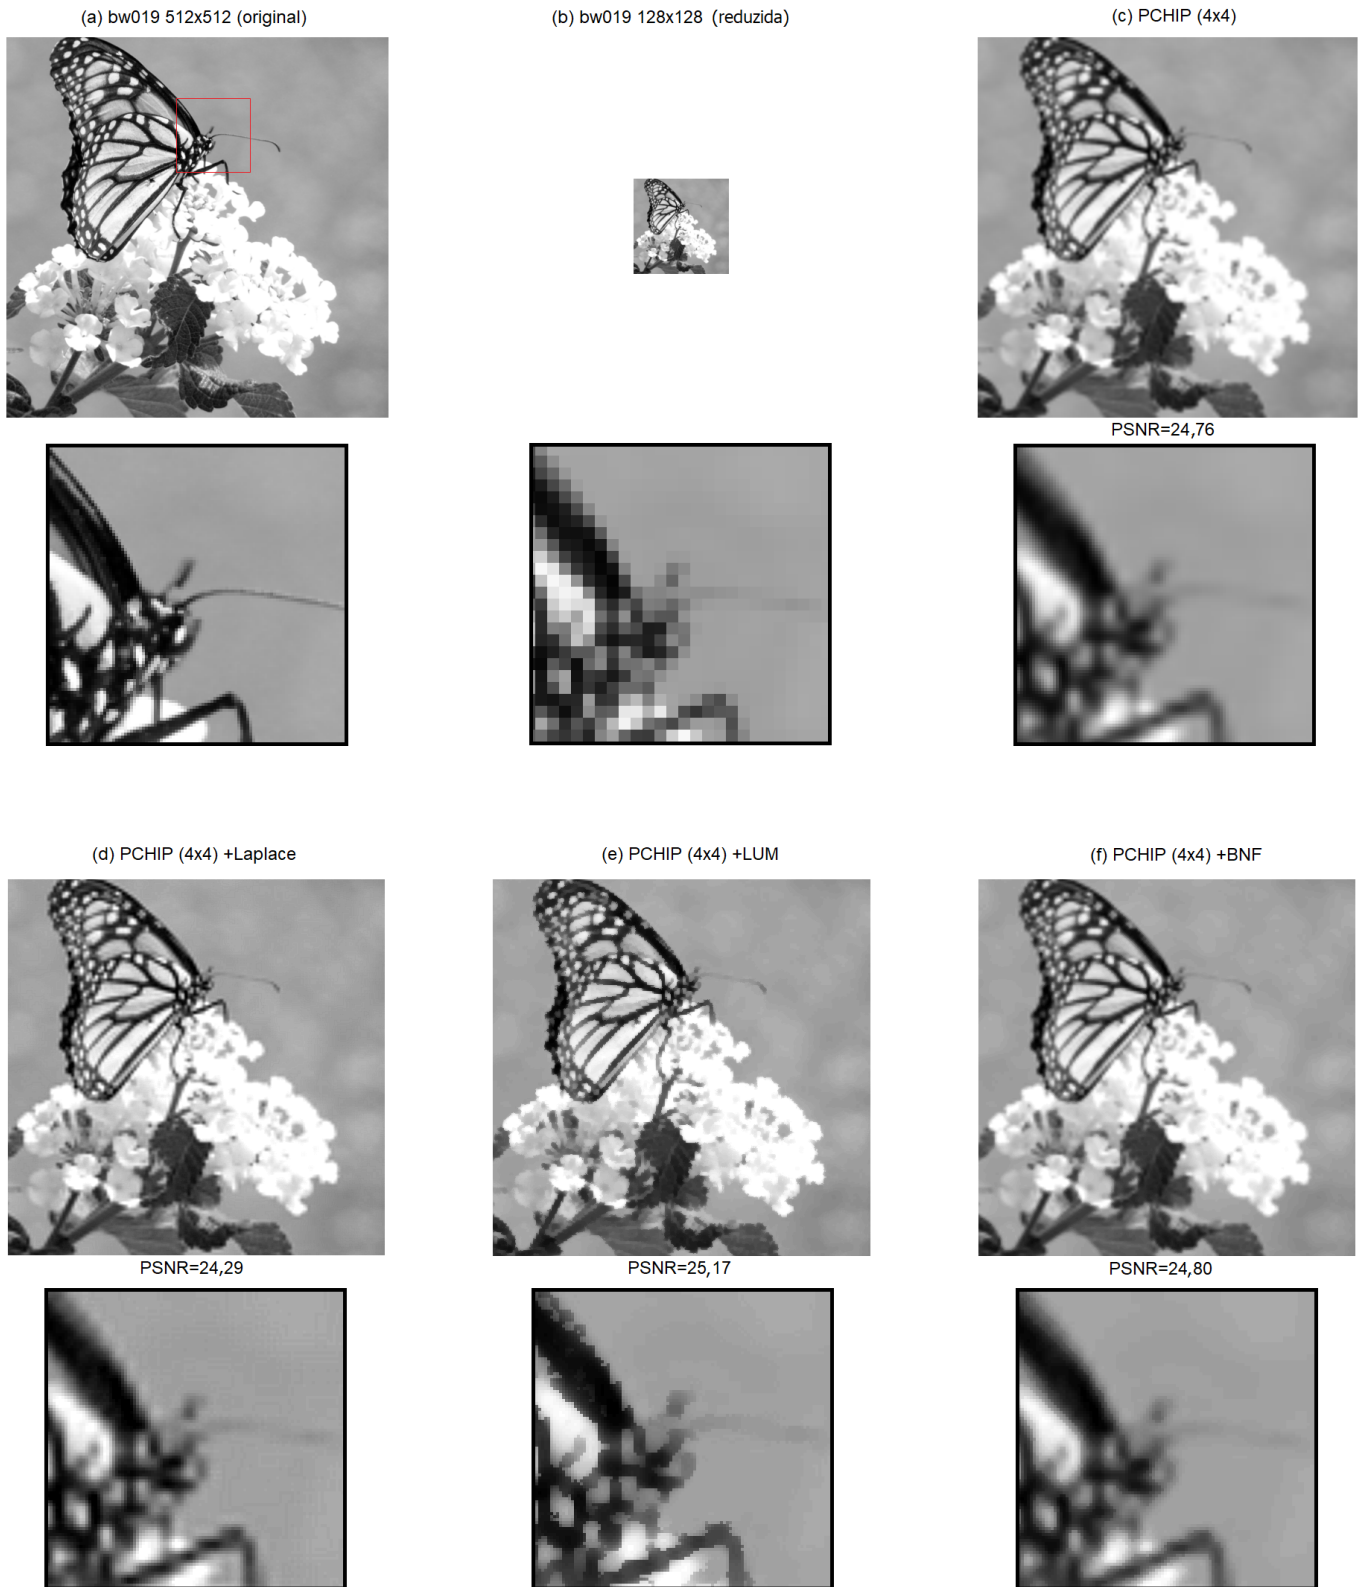 (a) bw019 512x512 (original)
(b) bw019 128x128 (reduzida)
(c) PCHIP (4x4)
PSNR=24,76
(d) PCHIP (4x4) +Laplace
(e) PCHIP (4x4) +LUM
(f) PCHIP (4x4) +BNF
PSNR=24,29
PSNR=25,17
PSNR=24,80